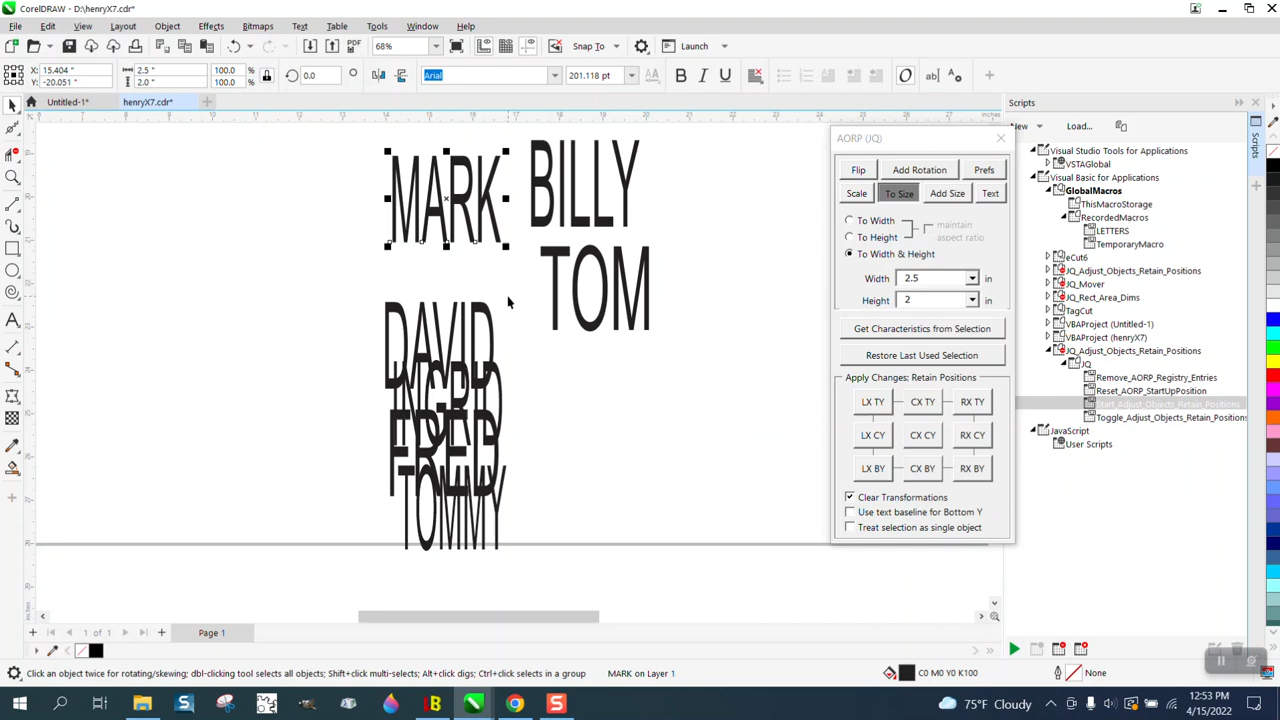 CorelDRAW - D:\henryX7.cdr*
File Edit View Layout Object Effects Bitmaps Text Table Tools Window Help
68% Snap To Launch
X: 15.404 " 2.5 " 100.0 % 0.0 Arial 201.118 pt
Y: -20.051 " 2.0 " 100.0 %
Untitled-1* henryX7.cdr*
inches
MARK
BILLY
TOM
DAVID
INGRID
FRED
TOMMY
AORP (JQ)
Flip Add Rotation Prefs
Scale To Size Add Size Text
To Width
To Height
maintain aspect ratio
To Width & Height
Width 2.5 in
Height 2 in
Get Characteristics from Selection
Restore Last Used Selection
Apply Changes: Retain Positions
LX TY CX TY RX TY
LX CY CX CY RX CY
LX BY CX BY RX BY
Clear Transformations
Use text baseline for Bottom Y
Treat selection as single object
Scripts
New Load...
Visual Studio Tools for Applications
VSTAGlobal
Visual Basic for Applications
GlobalMacros
ThisMacroStorage
RecordedMacros
LETTERS
TemporaryMacro
eCut6
JQ_Adjust_Objects_Retain_Positions
JQ_Mover
JQ_Rect_Area_Dims
TagCut
VBAProject (Untitled-1)
VBAProject (henryX7)
JQ_Adjust_Objects_Retain_Positions
JQ
Remove_AORP_Registry_Entries
Reset_AORP_StartUpPosition
Start_Adjust_Objects_Retain_Positions
Toggle_Adjust_Objects_Retain_Positions
JavaScript
User Scripts
Scripts
1 of 1 Page 1
Click an object twice for rotating/skewing; dbl-clicking tool selects all objects; Shift+click multi-selects; Alt+click digs; Ctrl+click selects in a group MARK on Layer 1 C0 M0 Y0 K100 None
75°F Cloudy 12:53 PM
4/15/2022